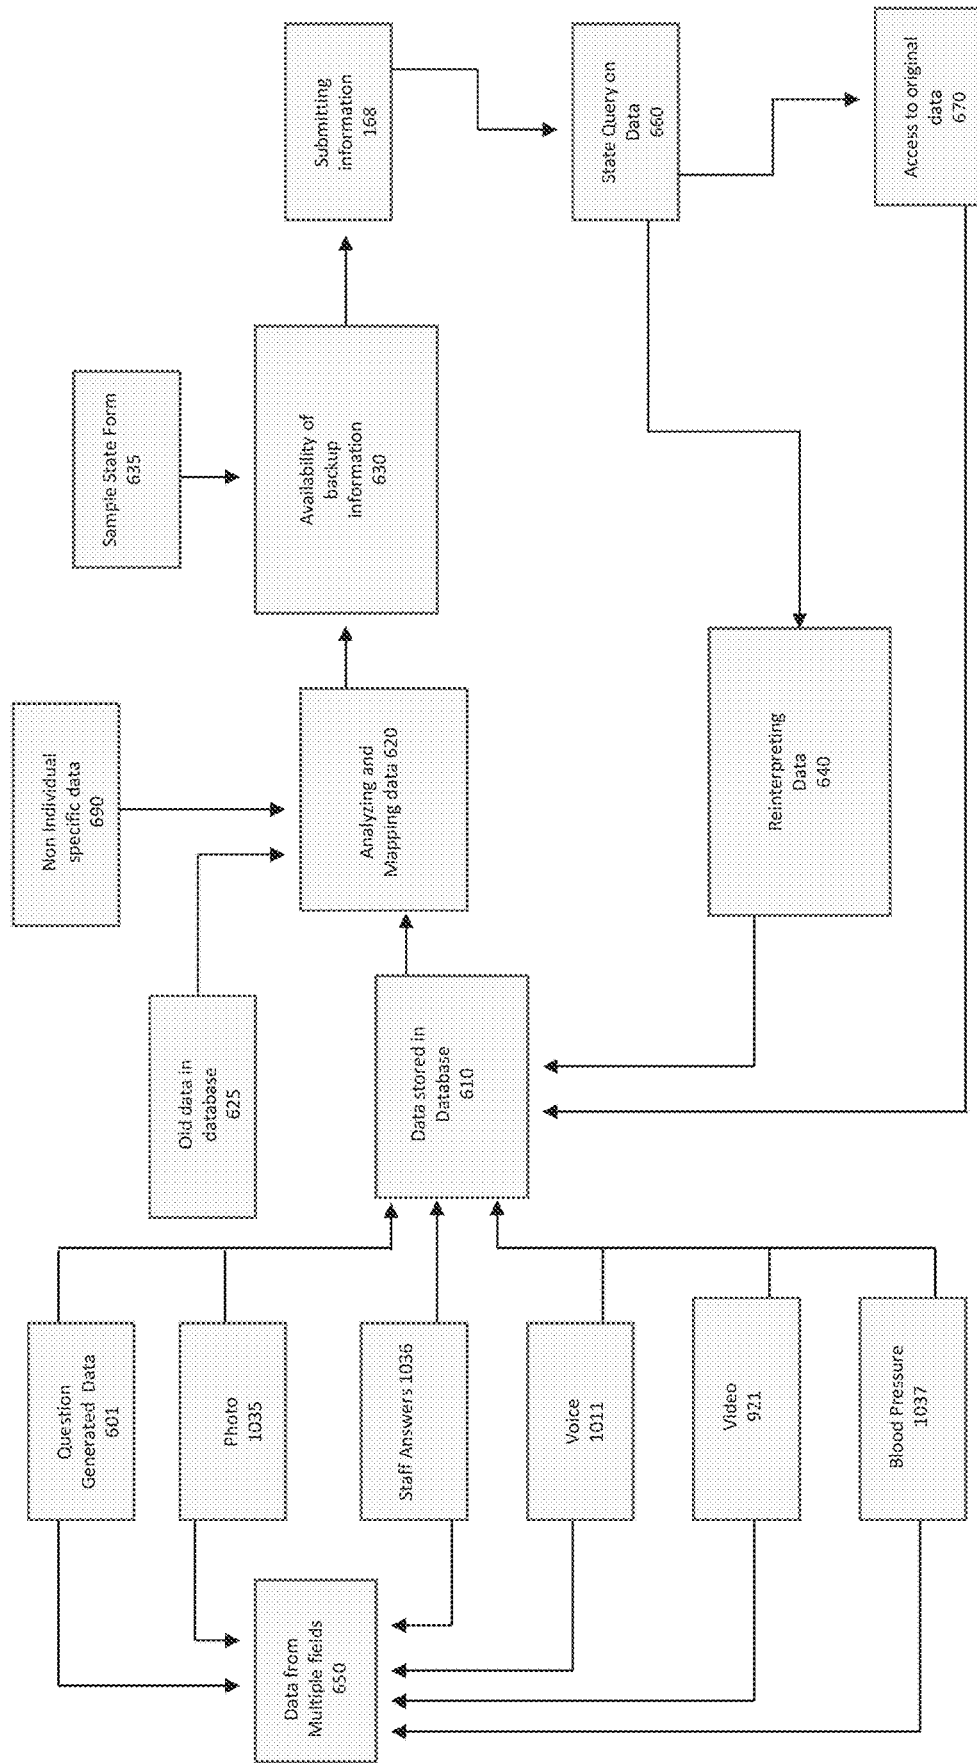 Data from
Multiple fields
650
Question
Generated Data
601
Photo
1035
Staff Answers 1036
Voice
1011
Video
921
Blood Pressure
1037
Old data in
database
625
Data stored in
Database
610
Non Individual
specific data
690
Analyzing and
Mapping data 620
Reinterpreting
Data
640
Sample State Form
635
Availability of
backup
information
630
Submitting
information
168
State Query on
Data
660
Access to original
data
670